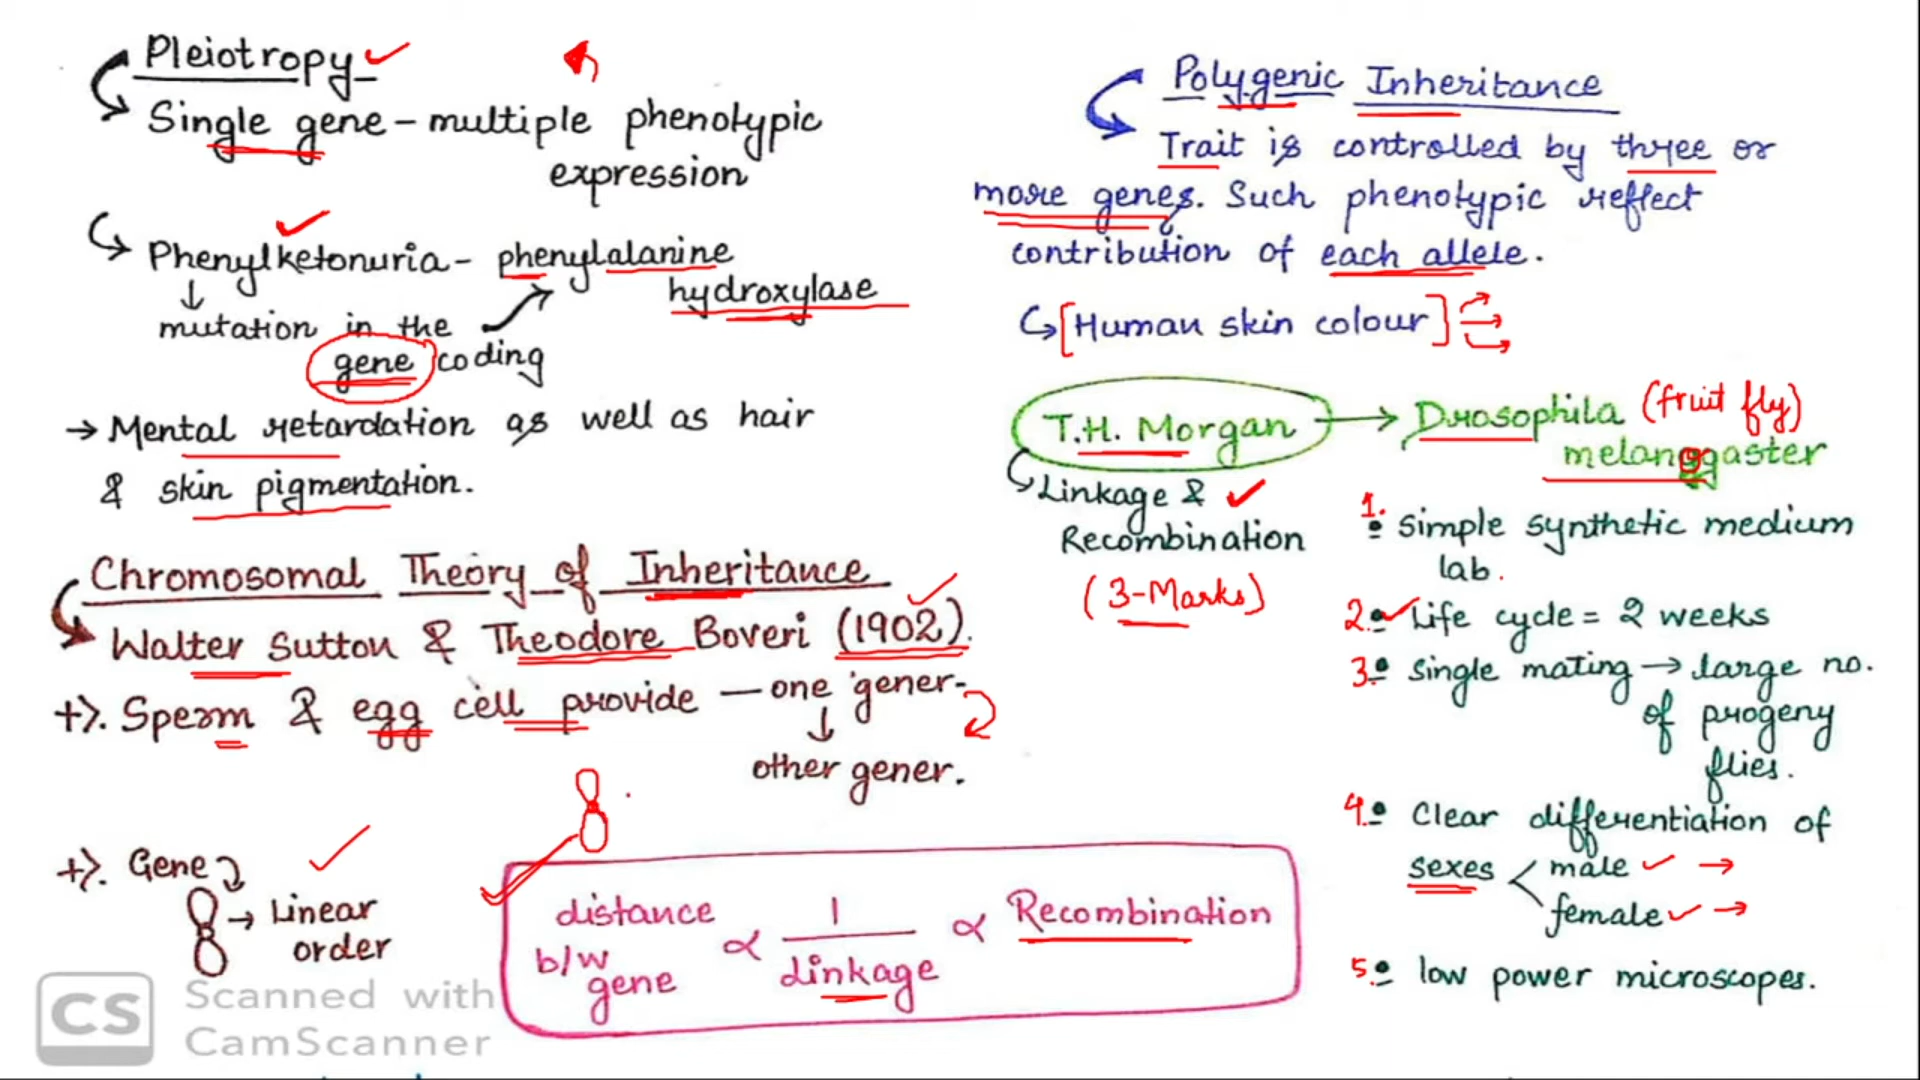 Pleiotropy
Single gene - multiple phenotypic
expression
Phenylketonuria - phenylalanine
hydroxylase
mutation in the
gene coding
→ Mental retardation as well as hair
& skin pigmentation.
Chromosomal Theory of Inheritance
Walter Sutton & Theodore Boveri (1902).
+>. Sperm & egg cell provide — one gener-
other gener.
+>. Gene
→ Linear
order
distance
b/w
gene
∝ 1
Linkage
∝ Recombination
Polygenic Inheritance
Trait is controlled by three or
more genes. Such phenotypic reflect
contribution of each allele.
[Human skin colour]
T.H. Morgan → Drosophila (fruit fly)
melanogaster
Linkage &
Recombination
(3-Marks)
1. Simple synthetic medium
lab.
2. Life cycle = 2 weeks
3. Single mating → large no.
of progeny
flies.
4. Clear differentiation of
sexes < male →
female →
5. low power microscopes.
CS Scanned with
CamScanner